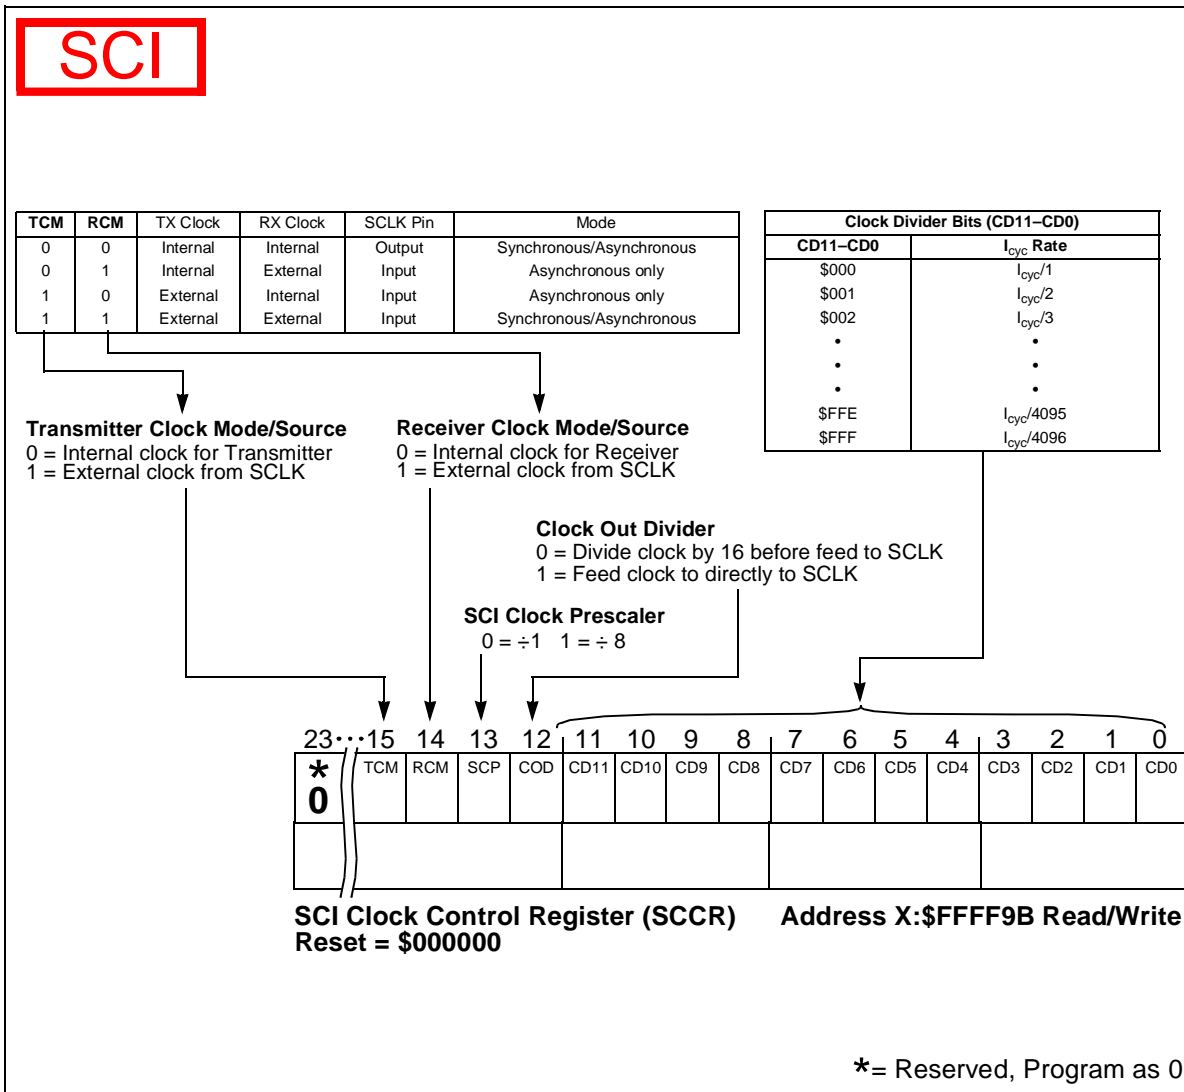 SCI
TCM RCM TX Clock RX Clock SCLK Pin Mode
0 0 Internal Internal Output Synchronous/Asynchronous
0 1 Internal External Input Asynchronous only
1 0 External Internal Input Asynchronous only
1 1 External External Input Synchronous/Asynchronous
Clock Divider Bits (CD11–CD0)
CD11–CD0 Icyc Rate
$000 Icyc/1
$001 Icyc/2
$002 Icyc/3
• •
• •
• •
$FFE Icyc/4095
$FFF Icyc/4096
Transmitter Clock Mode/Source
0 = Internal clock for Transmitter
1 = External clock from SCLK
Receiver Clock Mode/Source
0 = Internal clock for Receiver
1 = External clock from SCLK
Clock Out Divider
0 = Divide clock by 16 before feed to SCLK
1 = Feed clock to directly to SCLK
SCI Clock Prescaler
0 = ÷1 1 = ÷ 8
23 ••• 15 14 13 12 11 10 9 8 7 6 5 4 3 2 1 0
* TCM RCM SCP COD CD11 CD10 CD9 CD8 CD7 CD6 CD5 CD4 CD3 CD2 CD1 CD0
0
SCI Clock Control Register (SCCR) Address X:$FFFF9B Read/Write
Reset = $000000
*= Reserved, Program as 0